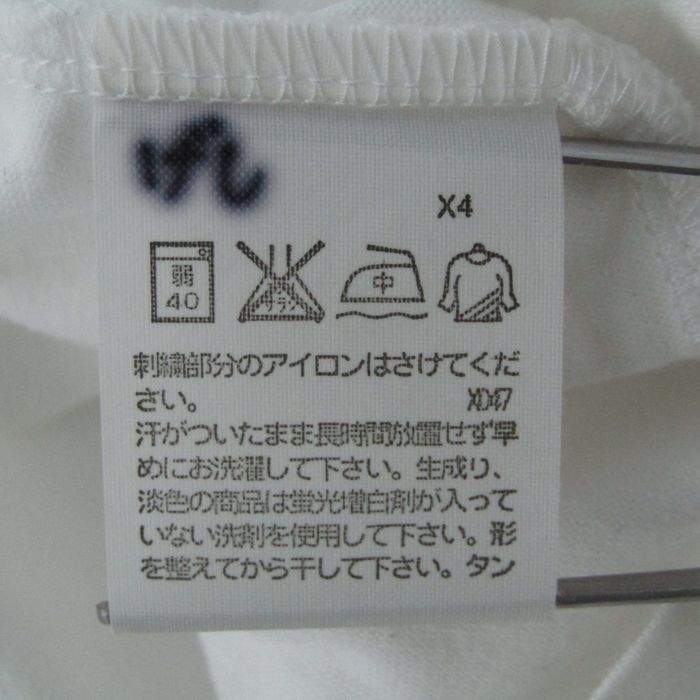 X4
弱
40
サラシ
中
刺繍部分のアイロンはさけてくだ
さい。 XO47
汗がついたまま長時間放置せず早
めにお洗濯して下さい。生成り、
淡色の商品は蛍光増白剤が入って
いない洗剤を使用して下さい。形
を整えてから干して下さい。タン